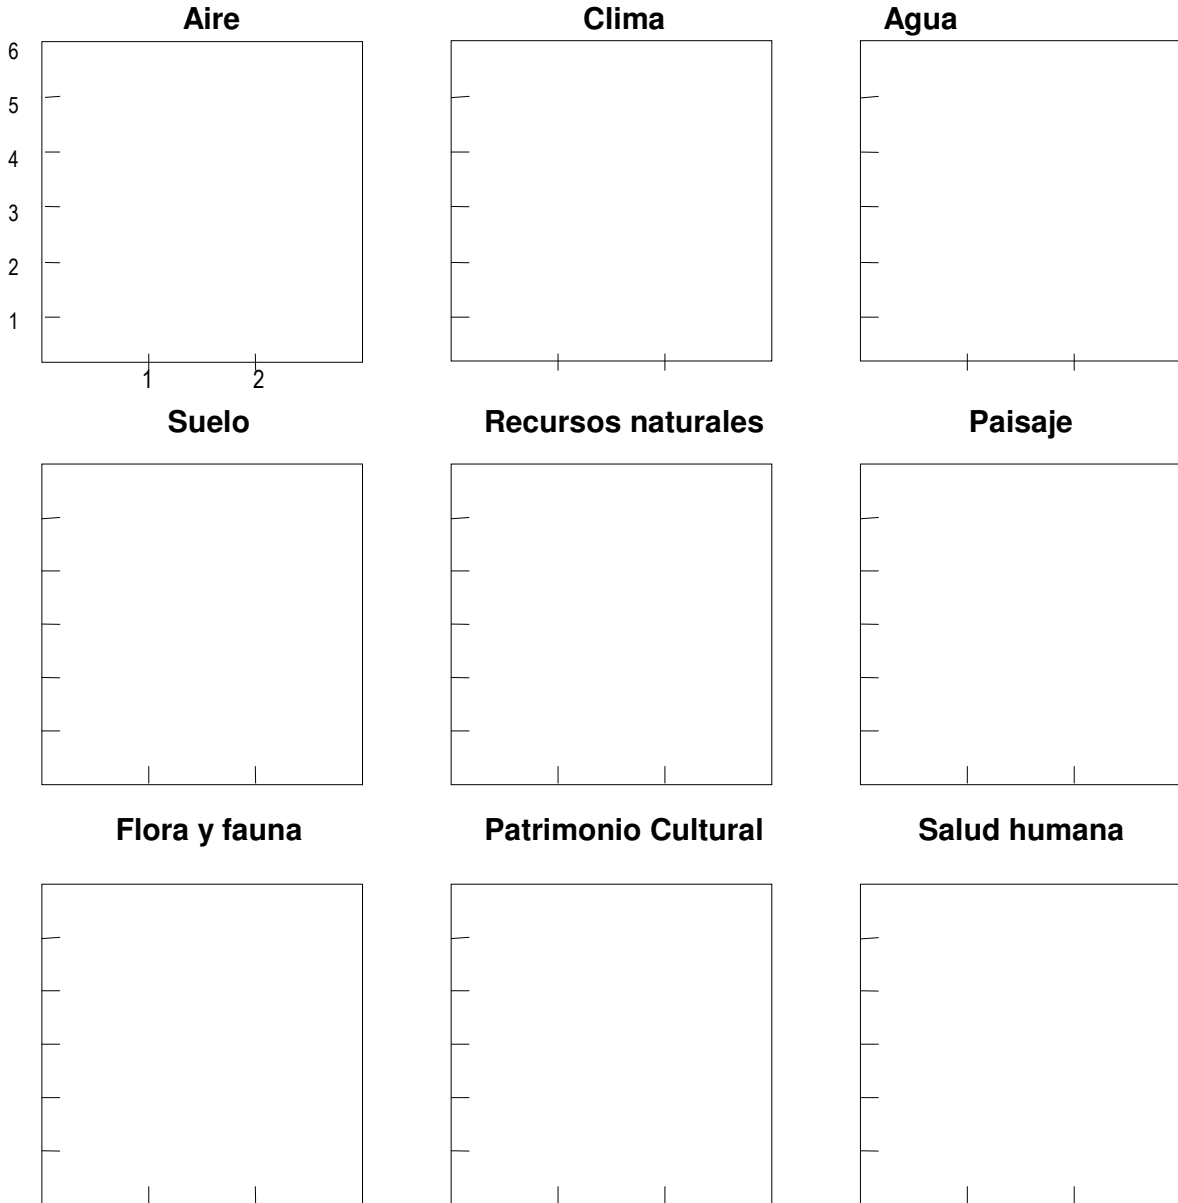 Aire Clima Agua
6
5
4
3
2
1
1 2
Suelo Recursos naturales Paisaje
Flora y fauna Patrimonio Cultural Salud humana